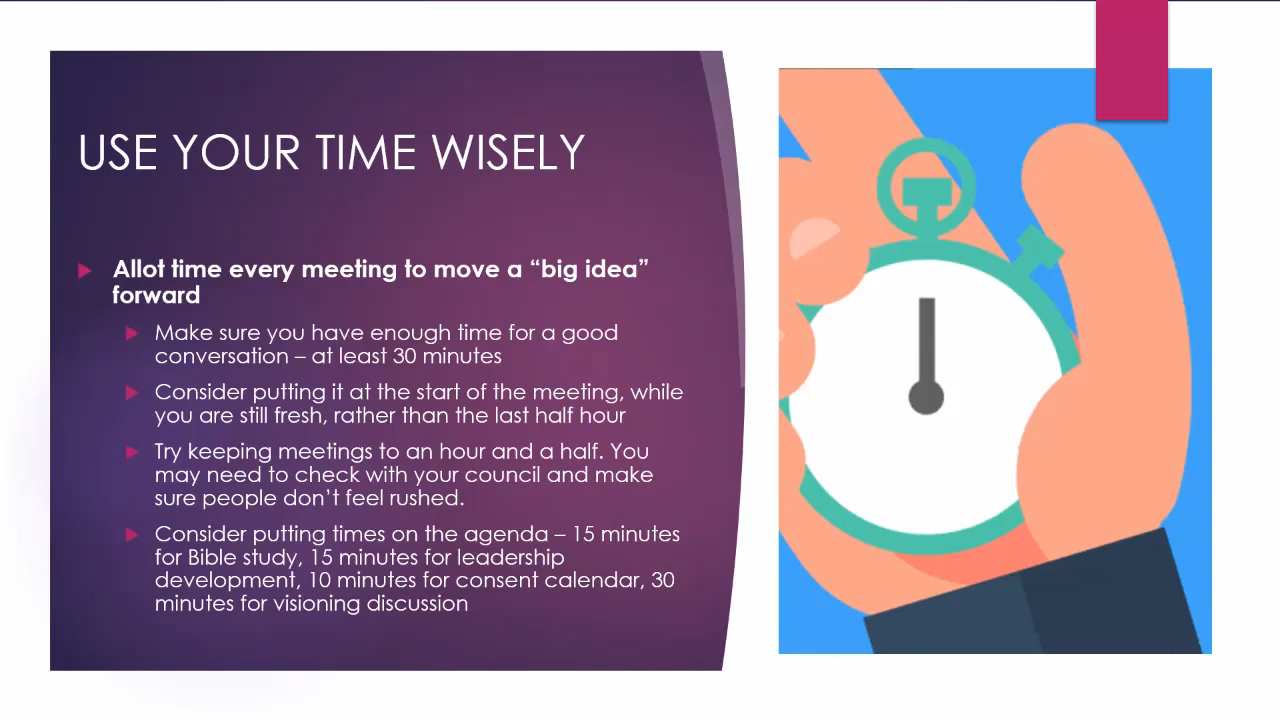 USE YOUR TIME WISELY
Allot time every meeting to move a “big idea”
forward
Make sure you have enough time for a good
conversation – at least 30 minutes
Consider putting it at the start of the meeting, while
you are still fresh, rather than the last half hour
Try keeping meetings to an hour and a half. You
may need to check with your council and make
sure people don’t feel rushed.
Consider putting times on the agenda – 15 minutes
for Bible study, 15 minutes for leadership
development, 10 minutes for consent calendar, 30
minutes for visioning discussion